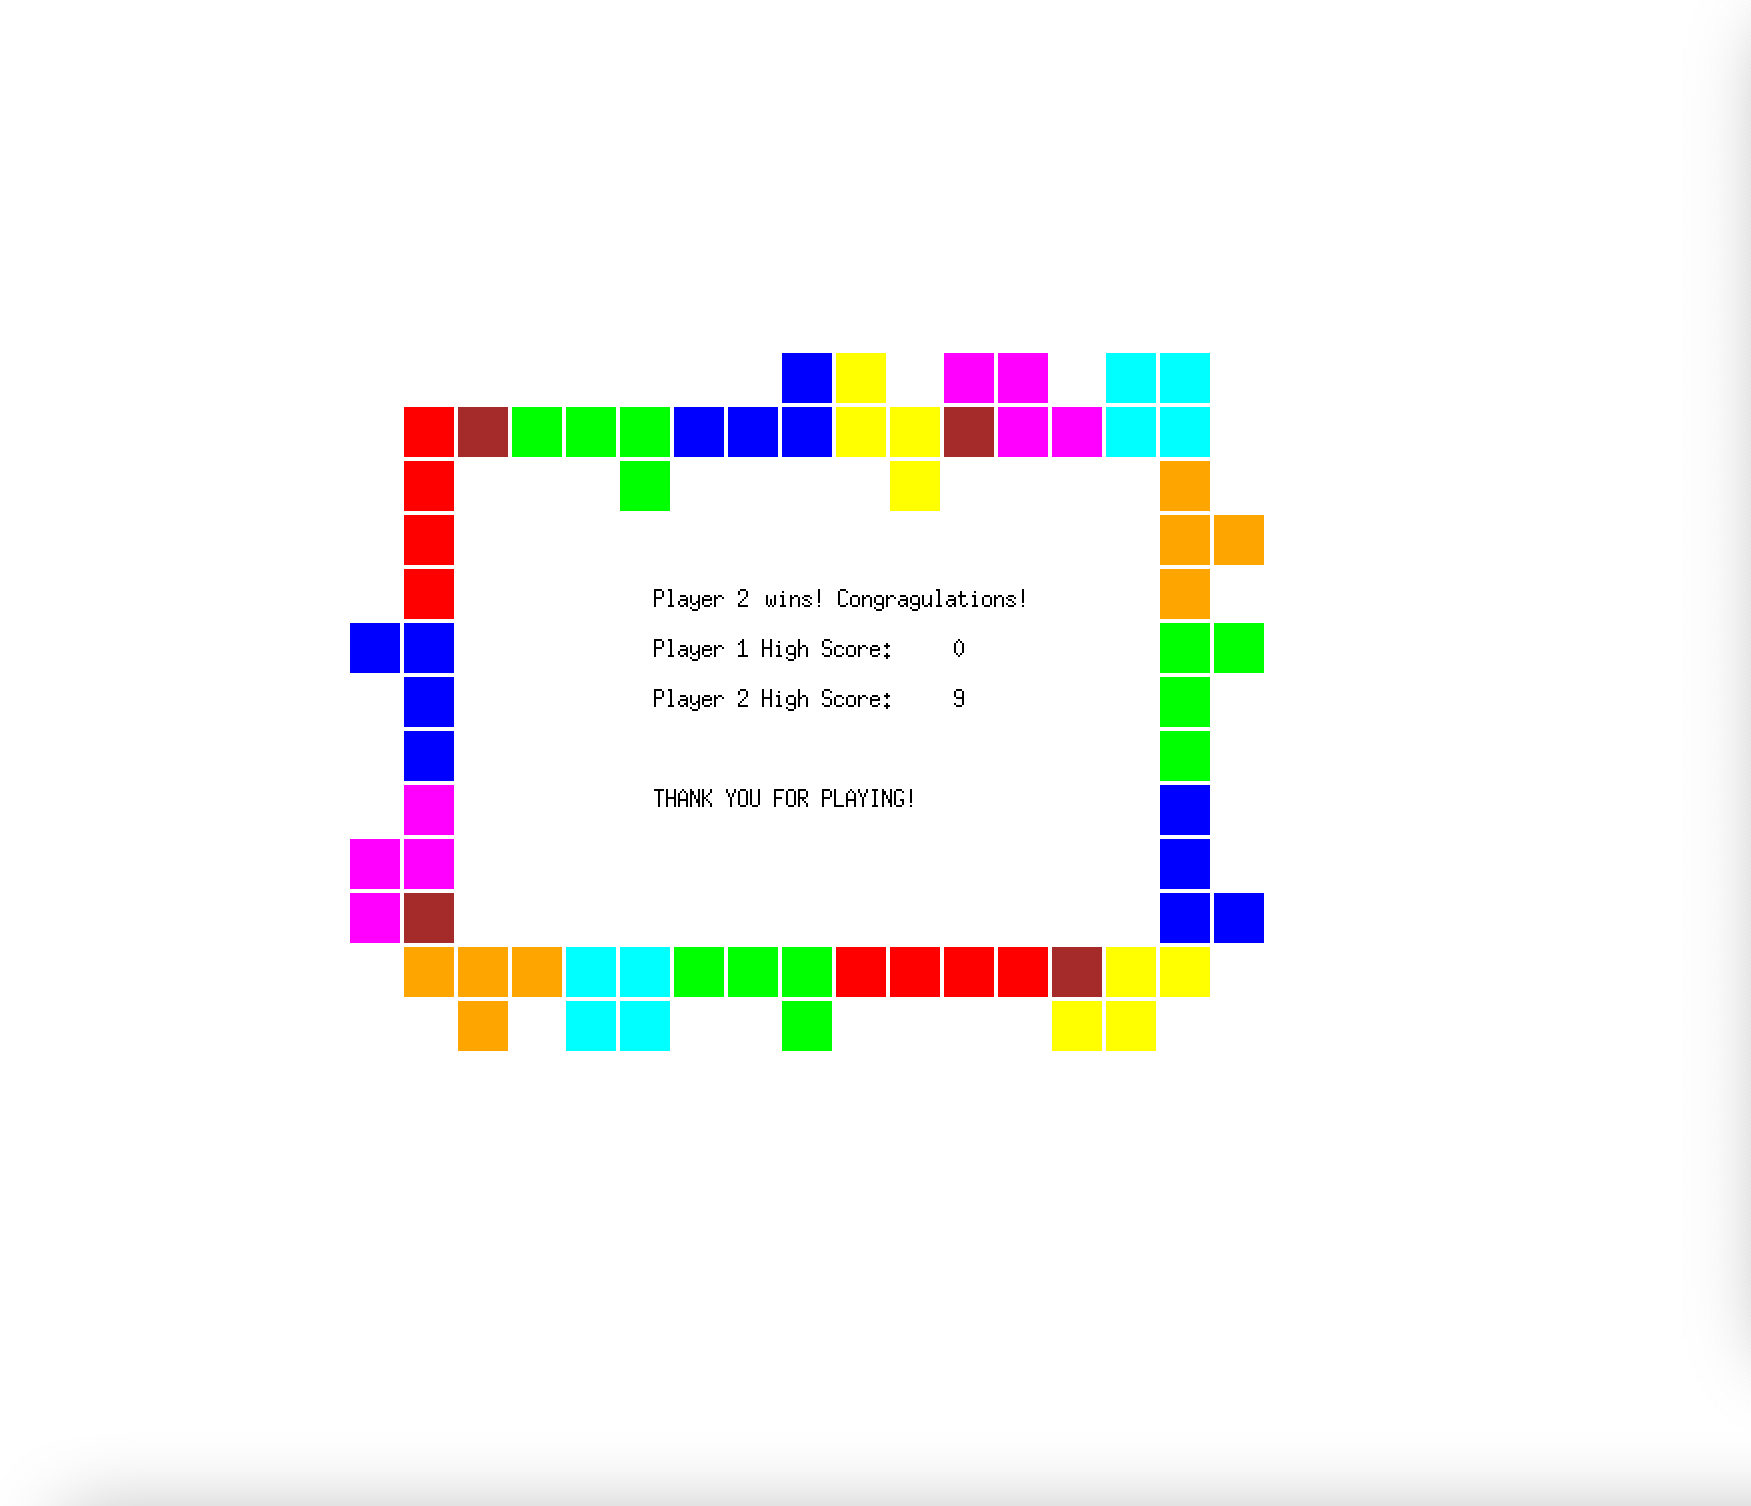 Player 2 wins! Congragulations!
Player 1 High Score: 0
Player 2 High Score: 9
THANK YOU FOR PLAYING!